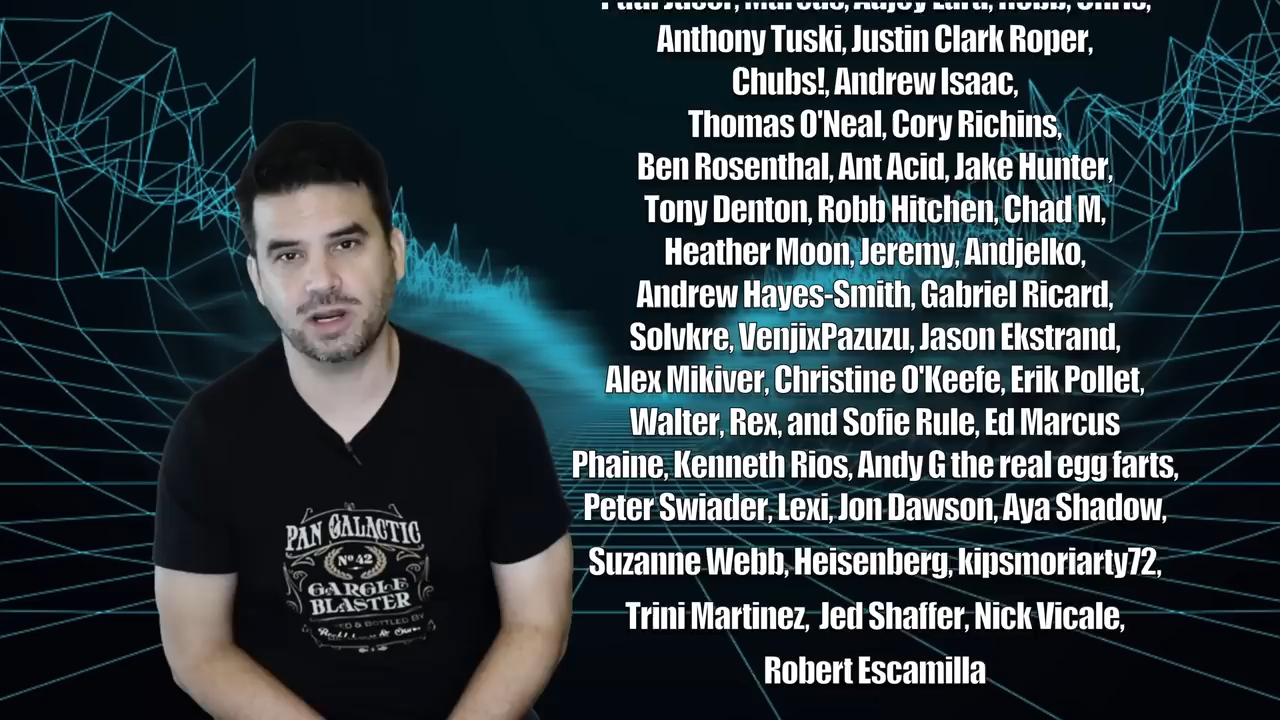 Anthony Tuski, Justin Clark Roper,
Chubs!, Andrew Isaac,
Thomas O'Neal, Cory Richins,
Ben Rosenthal, Ant Acid, Jake Hunter,
Tony Denton, Robb Hitchen, Chad M,
Heather Moon, Jeremy, Andjelko,
Andrew Hayes-Smith, Gabriel Ricard,
Solvkre, VenjixPazuzu, Jason Ekstrand,
Alex Mikiver, Christine O'Keefe, Erik Pollet,
Walter, Rex, and Sofie Rule, Ed Marcus
Phaine, Kenneth Rios, Andy G the real egg farts,
Peter Swiader, Lexi, Jon Dawson, Aya Shadow,
Suzanne Webb, Heisenberg, kipsmoriarty72,
Trini Martinez, Jed Shaffer, Nick Vicale,
Robert Escamilla
PAN GALACTIC
Nº 42
GARGLE
BLASTER
& BOTTLED BY